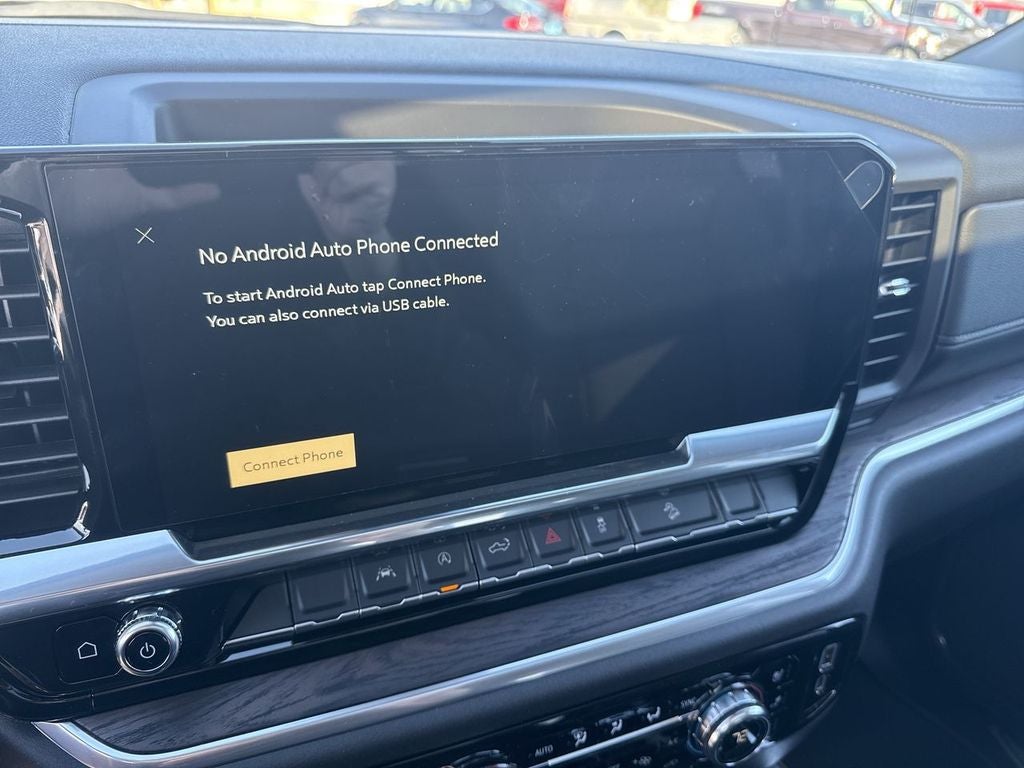 No Android Auto Phone Connected
To start Android Auto tap Connect Phone.
You can also connect via USB cable.
Connect Phone
AUTO
SYNC